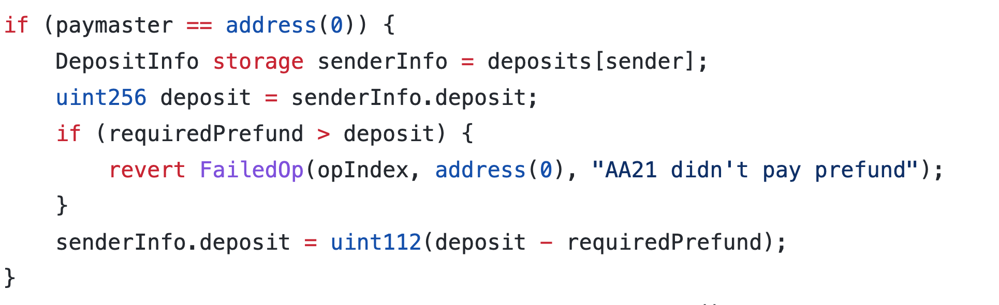 if (paymaster == address(0)) {
DepositInfo storage senderInfo = deposits[sender];
uint256 deposit = senderInfo.deposit;
if (requiredPrefund > deposit) {
revert FailedOp(opIndex, address(0), "AA21 didn't pay prefund");
}
senderInfo.deposit = uint112(deposit - requiredPrefund);
}